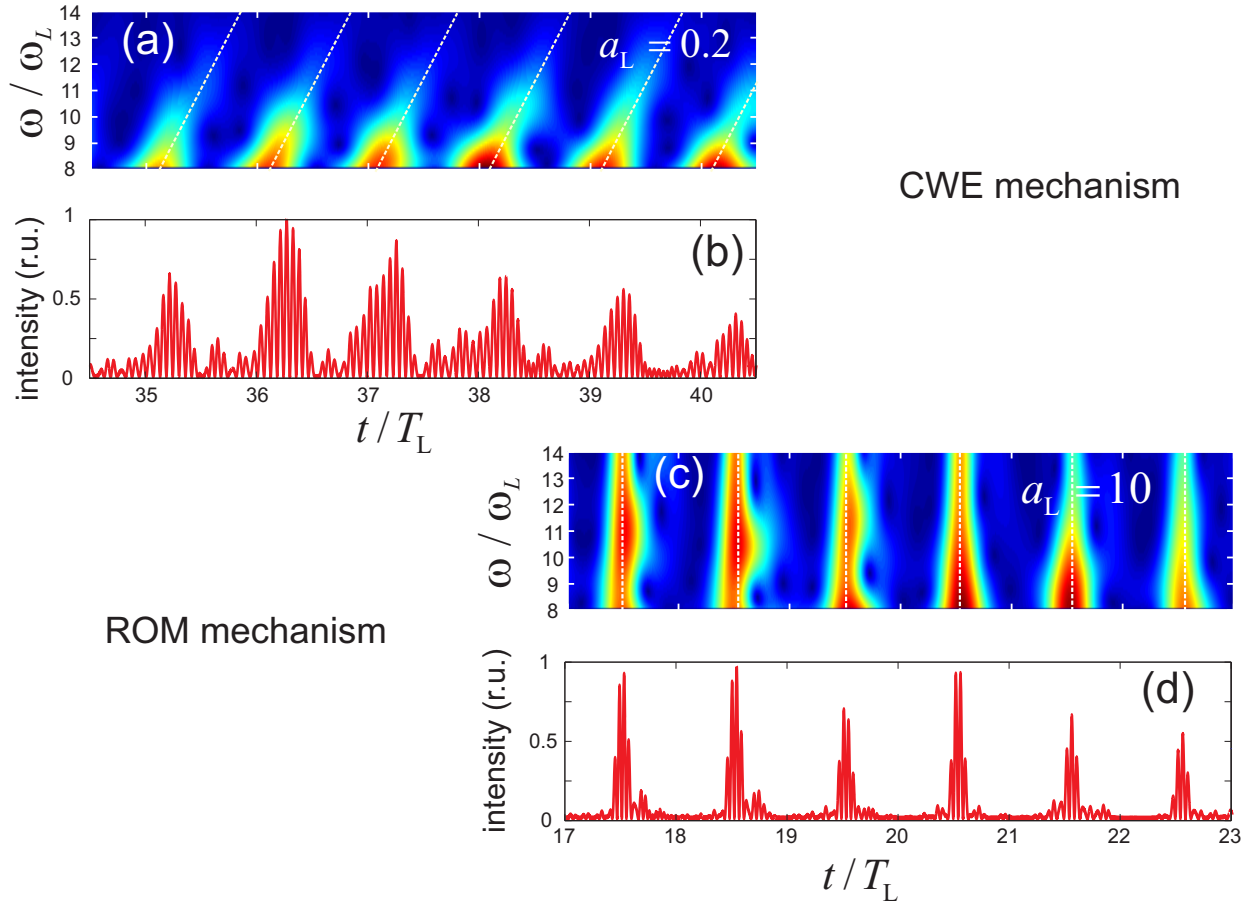 (a)
a_L = 0.2
ω / ω_L
14
13
12
11
10
9
8
CWE mechanism
(b)
intensity (r.u.)
1
0.5
0
35 36 37 38 39 40
t / T_L
(c)
a_L = 10
ω / ω_L
14
13
12
11
10
9
8
ROM mechanism
(d)
intensity (r.u.)
1
0.5
0
17 18 19 20 21 22 23
t / T_L